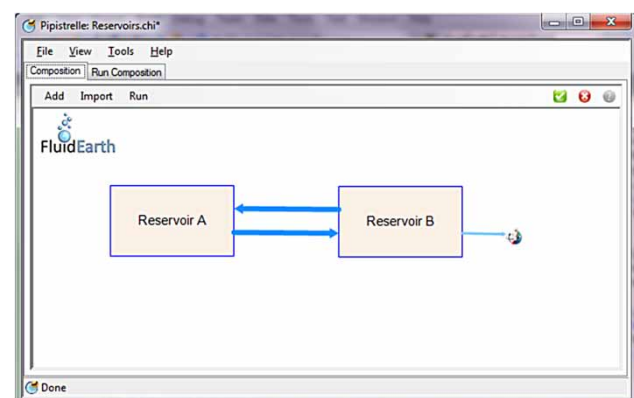 Pipistrelle: Reservoirs.chi*
File View Tools Help
Composition Run Composition
Add Import Run
FluidEarth
Reservoir A
Reservoir B
Done